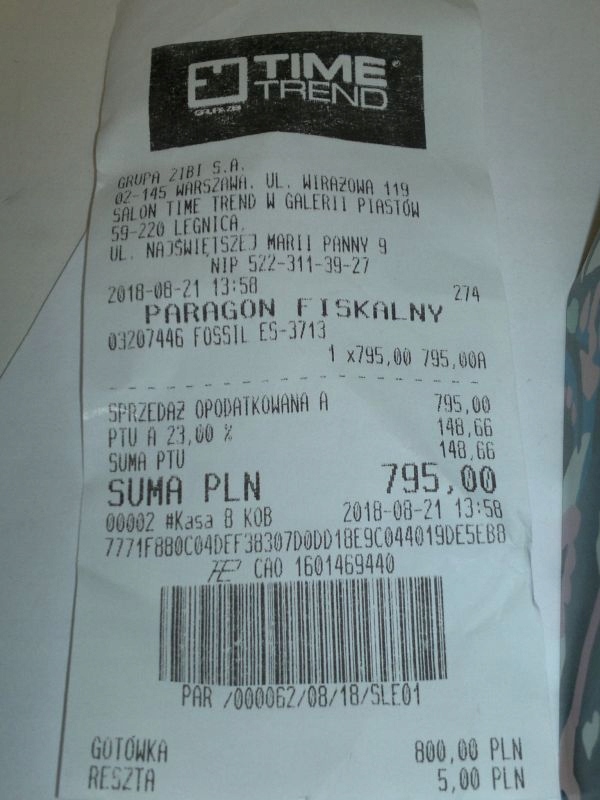 TIME
TREND
GRUPA ZIBI
GRUPA ZIBI S.A.
02-145 WARSZAWA. UL. WIRAŻOWA 119
SALON TIME TREND W GALERII PIASTÓW
59-220 LEGNICA.
UL. NAJŚWIĘTSZEJ MARII PANNY 9
NIP 522-311-39-27
2018-08-21 13:58 274
PARAGON FISKALNY
03207446 FOSSIL ES-3713
1 x795,00 795,00A
SPRZEDAŻ OPODATKOWANA A 795,00
PTU A 23,00 % 148,66
SUMA PTU 148,66
SUMA PLN 795,00
00002 #Kasa 8 KOB 2018-08-21 13:58
7771F880C04DEF38307D0DD18E9C044019DE5EB8
CAO 1601469440
PAR /000062/08/18/SLE01
GOTÓWKA 800,00 PLN
RESZTA 5,00 PLN